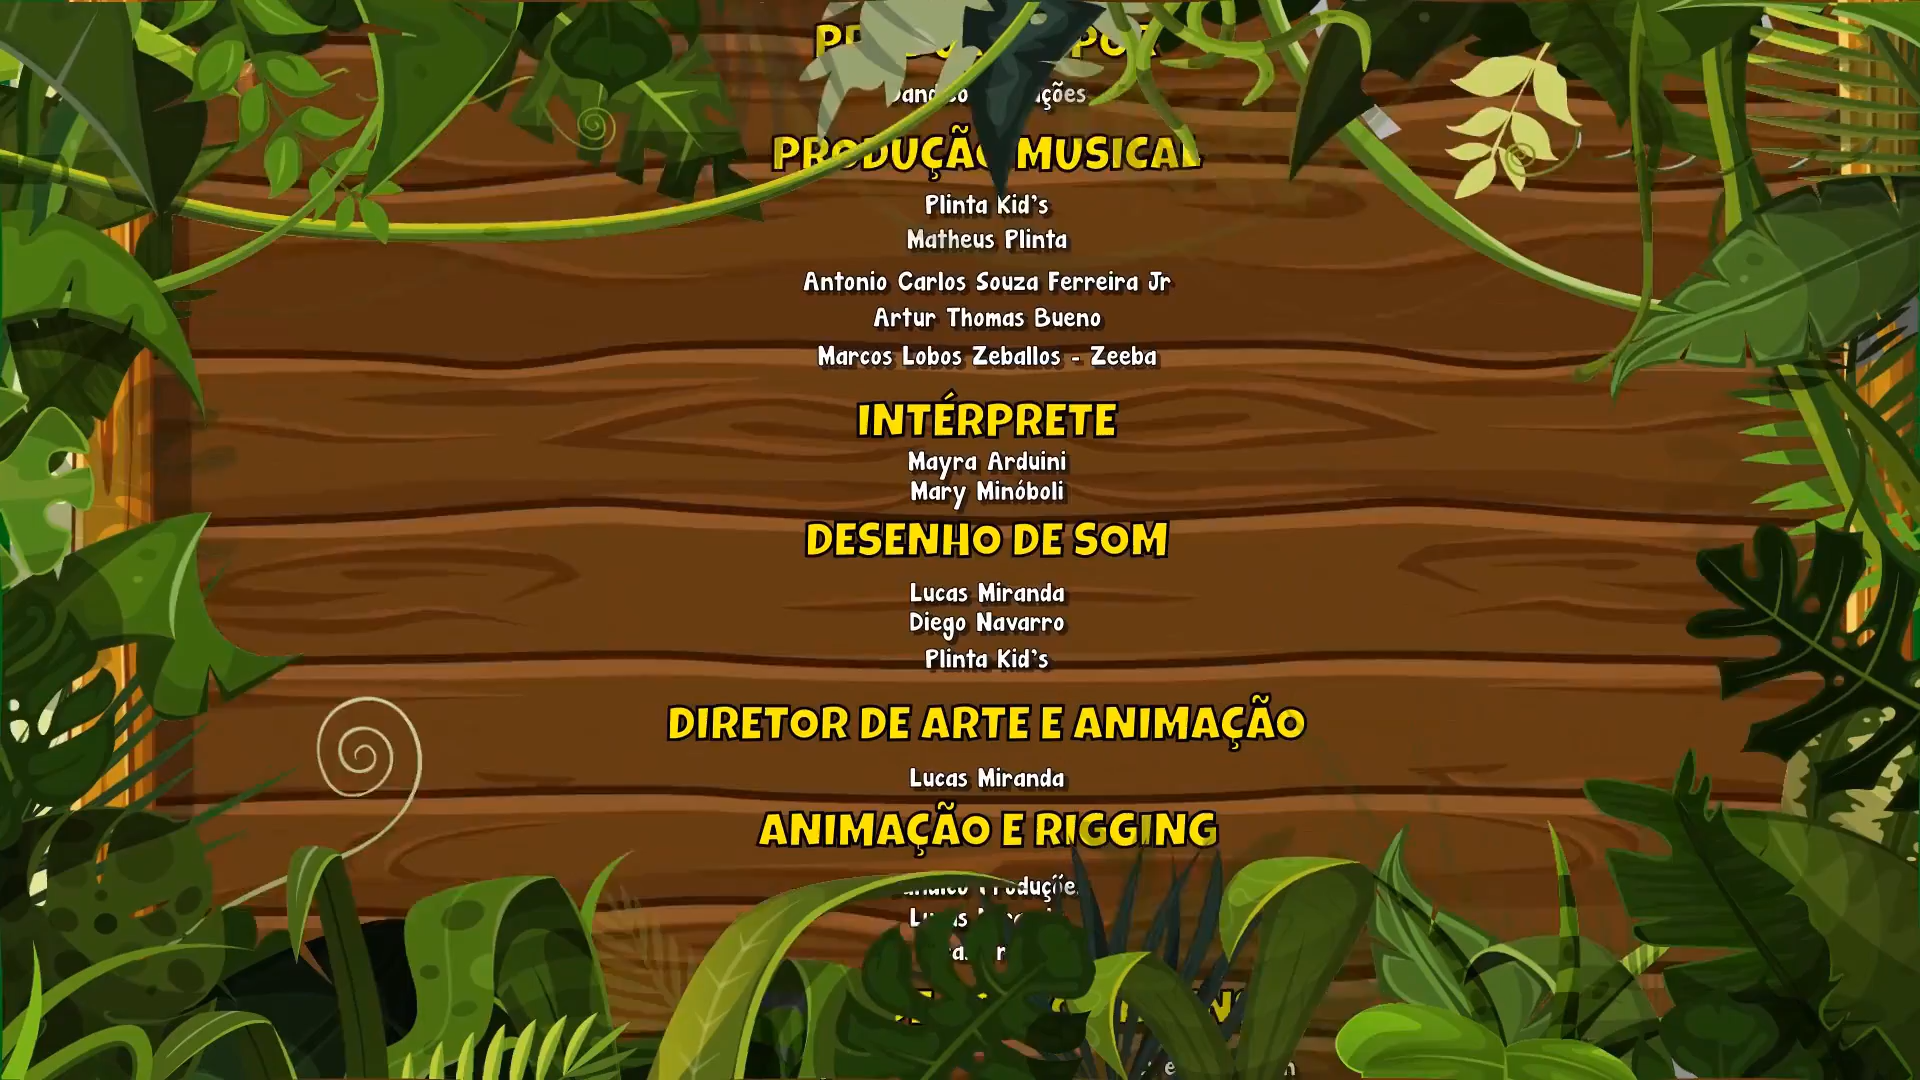 PRODUÇÃO MUSICAL
Plinta Kid's
Matheus Plinta
Antonio Carlos Souza Ferreira Jr
Artur Thomas Bueno
Marcos Lobos Zeballos - Zeeba
INTÉRPRETE
Mayra Arduini
Mary Minóboli
DESENHO DE SOM
Lucas Miranda
Diego Navarro
Plinta Kid's
DIRETOR DE ARTE E ANIMAÇÃO
Lucas Miranda
ANIMAÇÃO E RIGGING